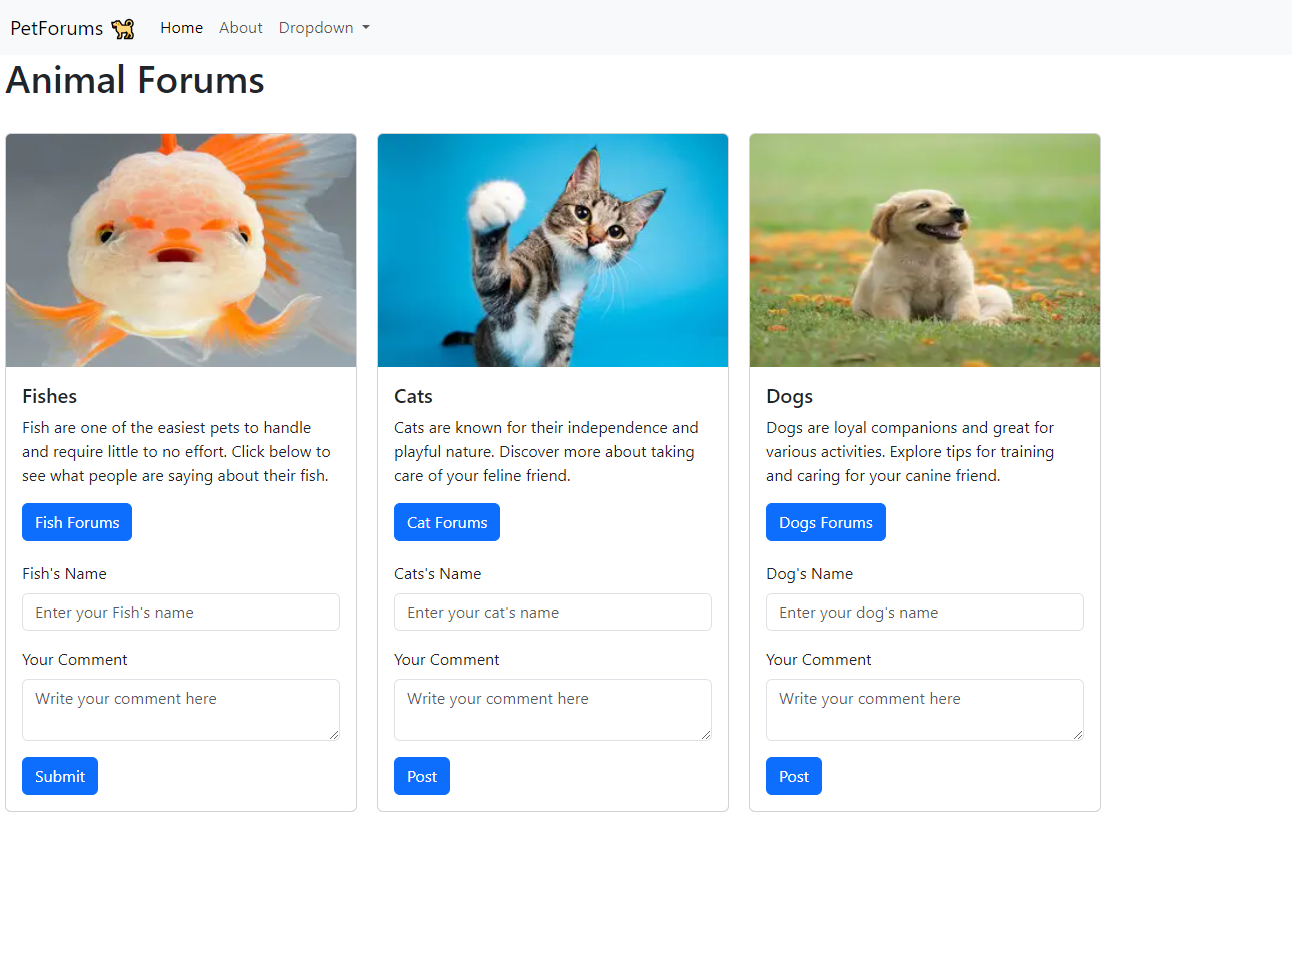 PetForums 🐕 Home About Dropdown
Animal Forums
Fishes
Fish are one of the easiest pets to handle
and require little to no effort. Click below to
see what people are saying about their fish.
Fish Forums
Fish's Name
Enter your Fish's name
Your Comment
Write your comment here
Submit
Cats
Cats are known for their independence and
playful nature. Discover more about taking
care of your feline friend.
Cat Forums
Cats's Name
Enter your cat's name
Your Comment
Write your comment here
Post
Dogs
Dogs are loyal companions and great for
various activities. Explore tips for training
and caring for your canine friend.
Dogs Forums
Dog's Name
Enter your dog's name
Your Comment
Write your comment here
Post